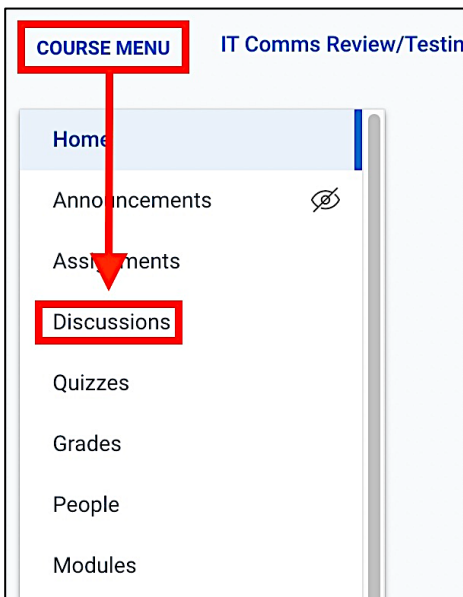 COURSE MENU IT Comms Review/Testin
Home
Announcements
Assignments
Discussions
Quizzes
Grades
People
Modules